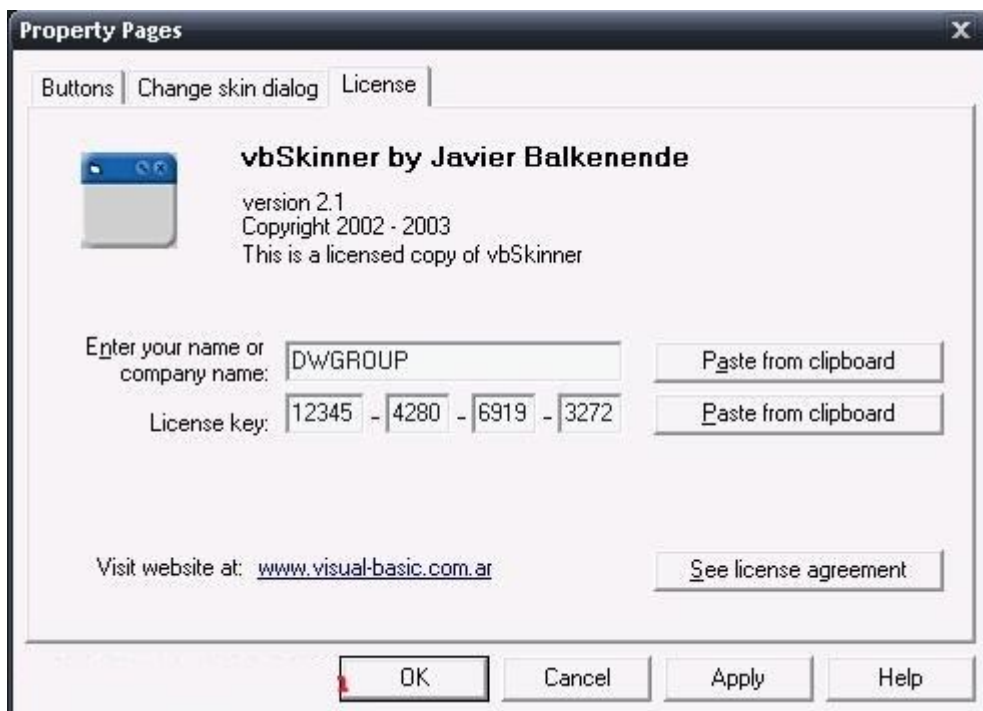 Property Pages
Buttons Change skin dialog License
vbSkinner by Javier Balkenende
version 2.1
Copyright 2002 - 2003
This is a licensed copy of vbSkinner
Enter your name or company name: DWGROUP Paste from clipboard
License key: 12345 - 4280 - 6919 - 3272 Paste from clipboard
Visit website at: www.visual-basic.com.ar See license agreement
OK Cancel Apply Help